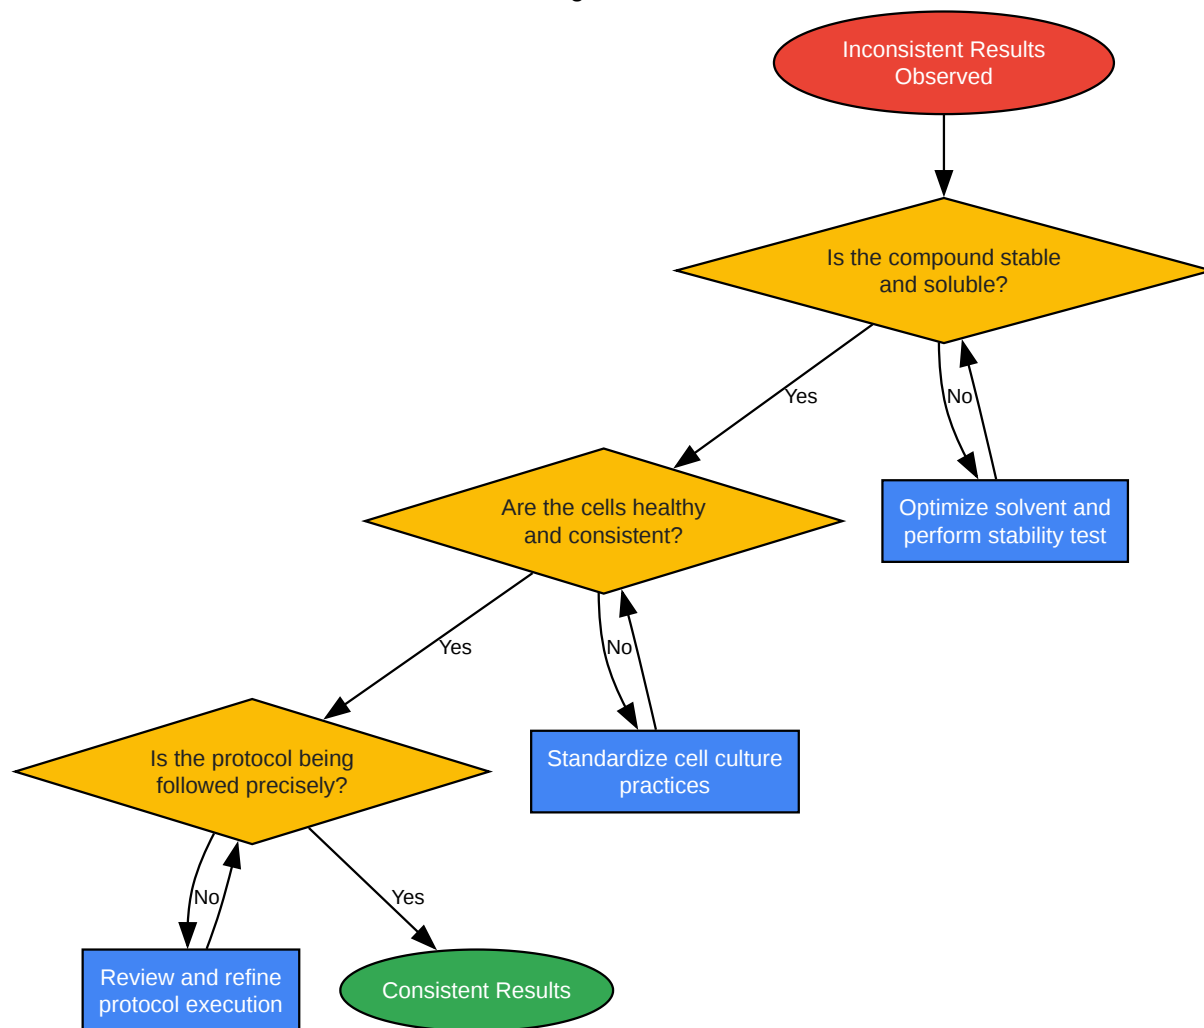 Inconsistent Results
Observed
Is the compound stable
and soluble?
Yes
No
Optimize solvent and
perform stability test
Are the cells healthy
and consistent?
Yes
No
Standardize cell culture
practices
Is the protocol being
followed precisely?
No
Yes
Review and refine
protocol execution
Consistent Results